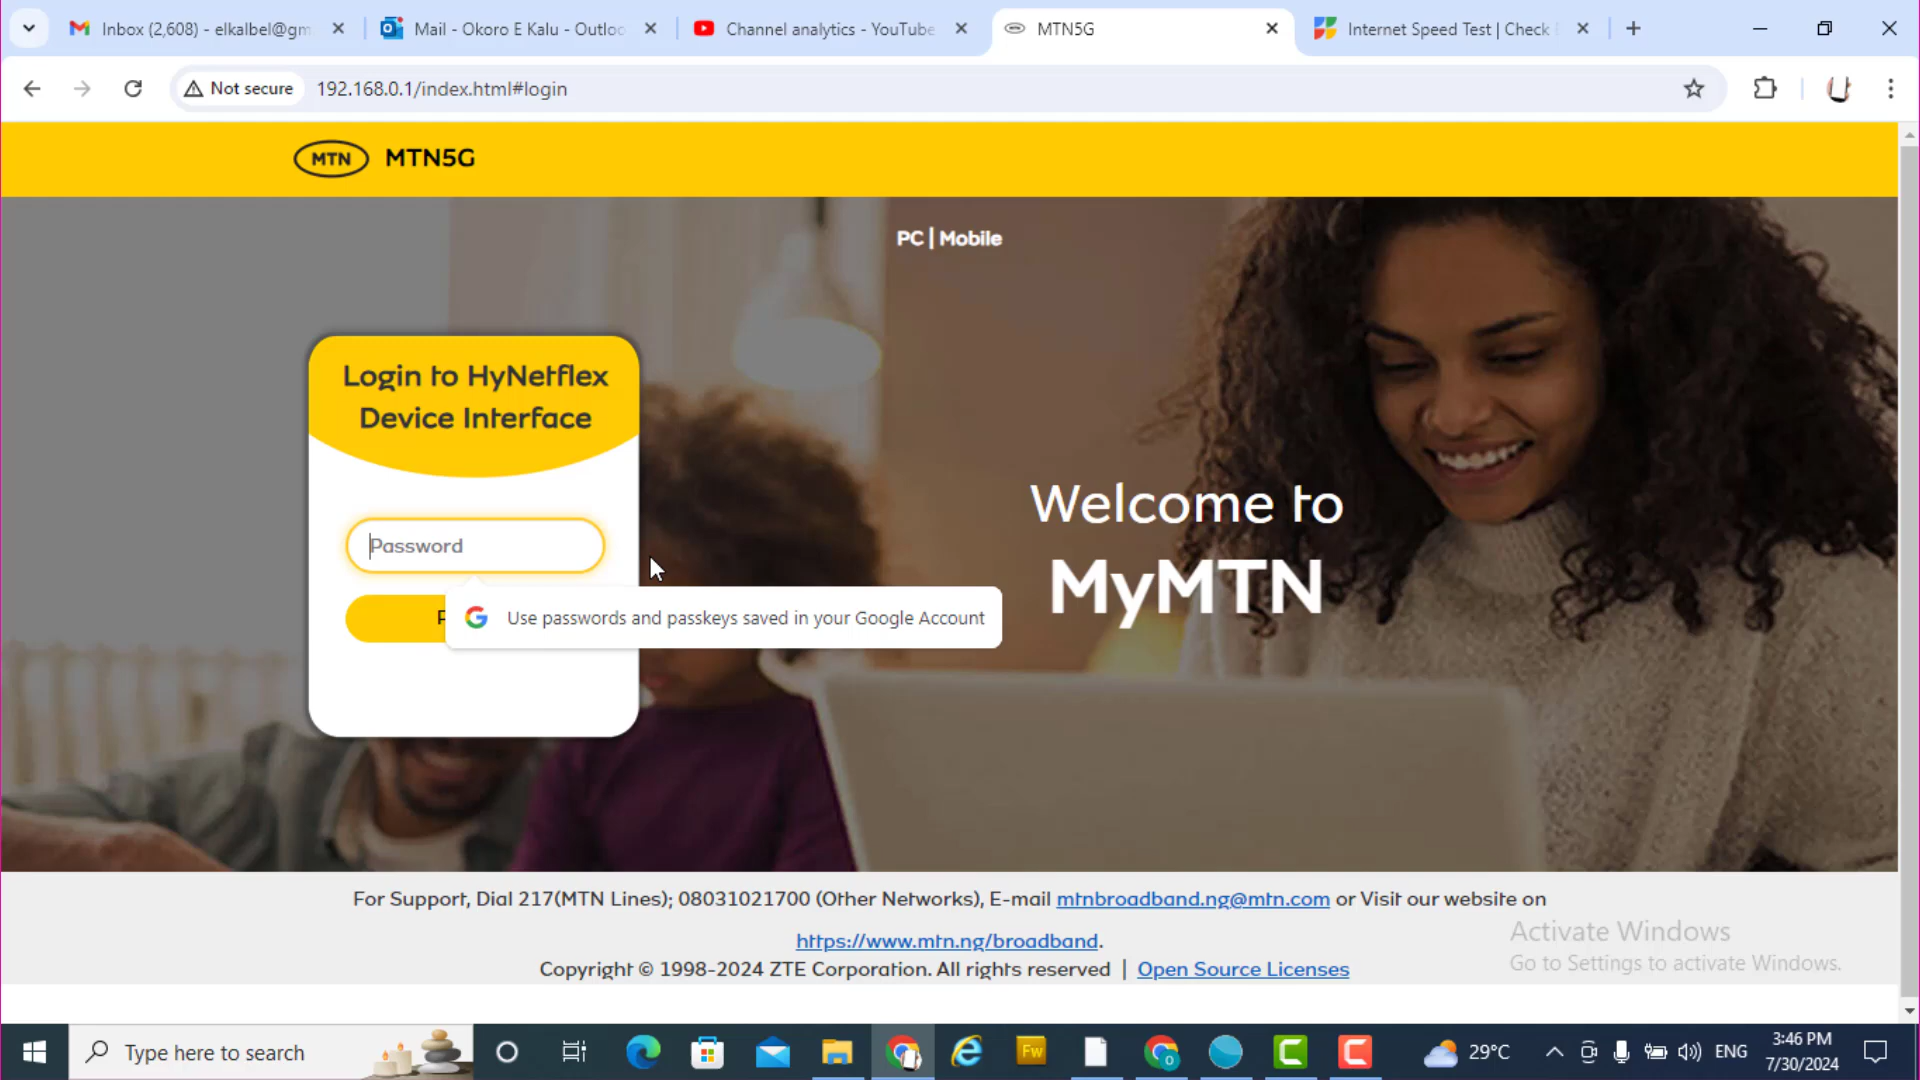 Inbox (2,608) - elkalbel@gm
Mail - Okoro E Kalu - Outloo
Channel analytics - YouTube
MTN5G
Internet Speed Test | Check
Not secure
192.168.0.1/index.html#login
MTN
MTN5G
PC | Mobile
Login to HyNetflex
Device Interface
Password
Use passwords and passkeys saved in your Google Account
Welcome to
MyMTN
For Support, Dial 217(MTN Lines); 08031021700 (Other Networks), E-mail mtnbroadband.ng@mtn.com or Visit our website on
https://www.mtn.ng/broadband.
Copyright © 1998-2024 ZTE Corporation. All rights reserved | Open Source Licenses
Activate Windows
Go to Settings to activate Windows.
Type here to search
Fw
29°C
ENG
3:46 PM
7/30/2024